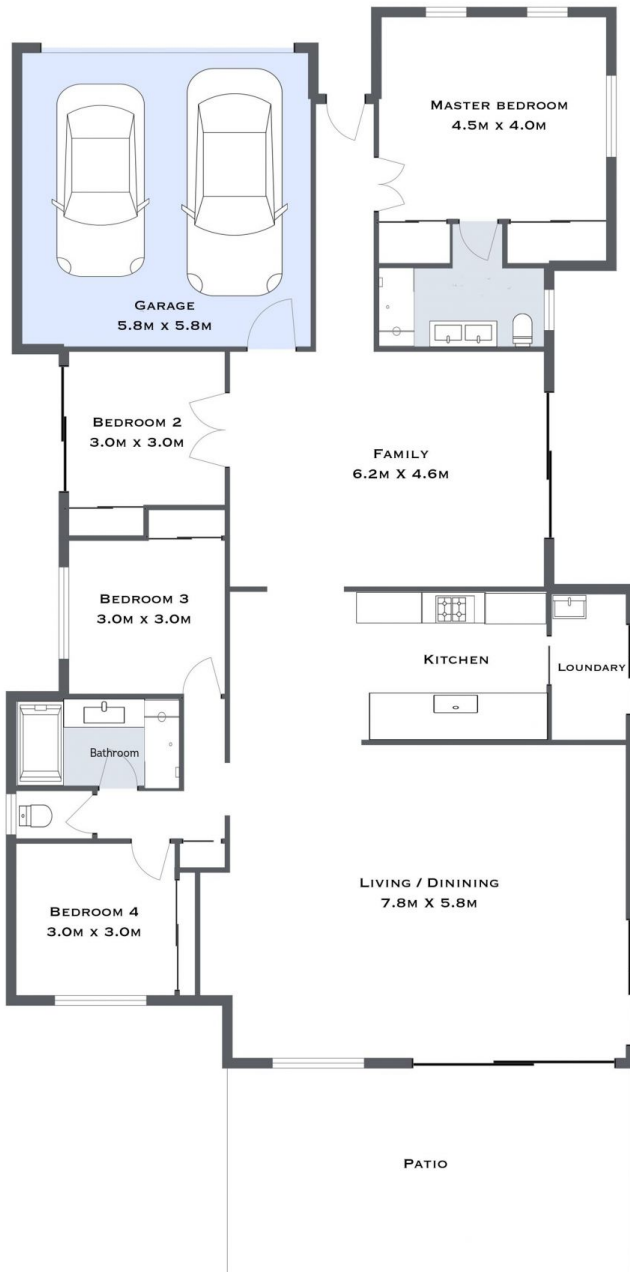 MASTER BEDROOM
4.5M X 4.0M
GARAGE
5.8M X 5.8M
BEDROOM 2
3.0M X 3.0M
FAMILY
6.2M X 4.6M
BEDROOM 3
3.0M X 3.0M
KITCHEN
LOUNDARY
Bathroom
LIVING / DININING
7.8M X 5.8M
BEDROOM 4
3.0M X 3.0M
PATIO